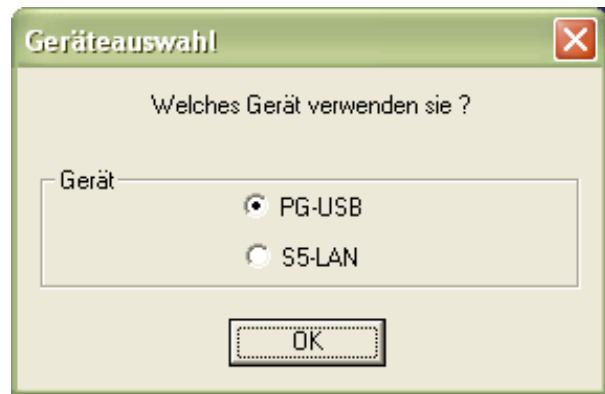 Geräteauswahl
Welches Gerät verwenden sie ?
Gerät
PG-USB
S5-LAN
OK